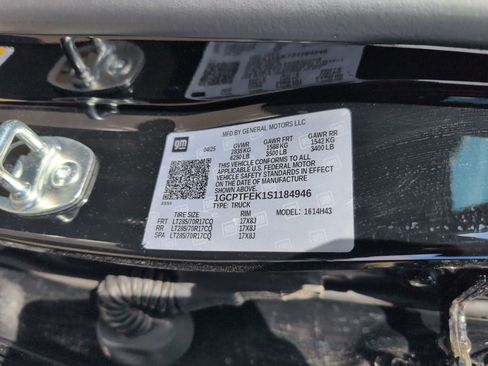 MFD BY GENERAL MOTORS LLC
gm
04/25
GVWR GAWR FRT GAWR RR
2835 KG 1588 KG 1542 KG
6250 LB 3500 LB 3400 LB
THIS VEHICLE CONFORMS TO ALL
APPLICABLE U.S. FEDERAL MOTOR
VEHICLE SAFETY STANDARDS IN EFFECT
ON THE DATE OF MANUFACTURE
1GCPTFEK1S1184946
TYPE: TRUCK
TIRE SIZE RIM MODEL: 1614H43
FRT LT285/70R17CQ 17X8J
RR LT285/70R17CQ 17X8J
SPA LT285/70R17CQ 17X8J